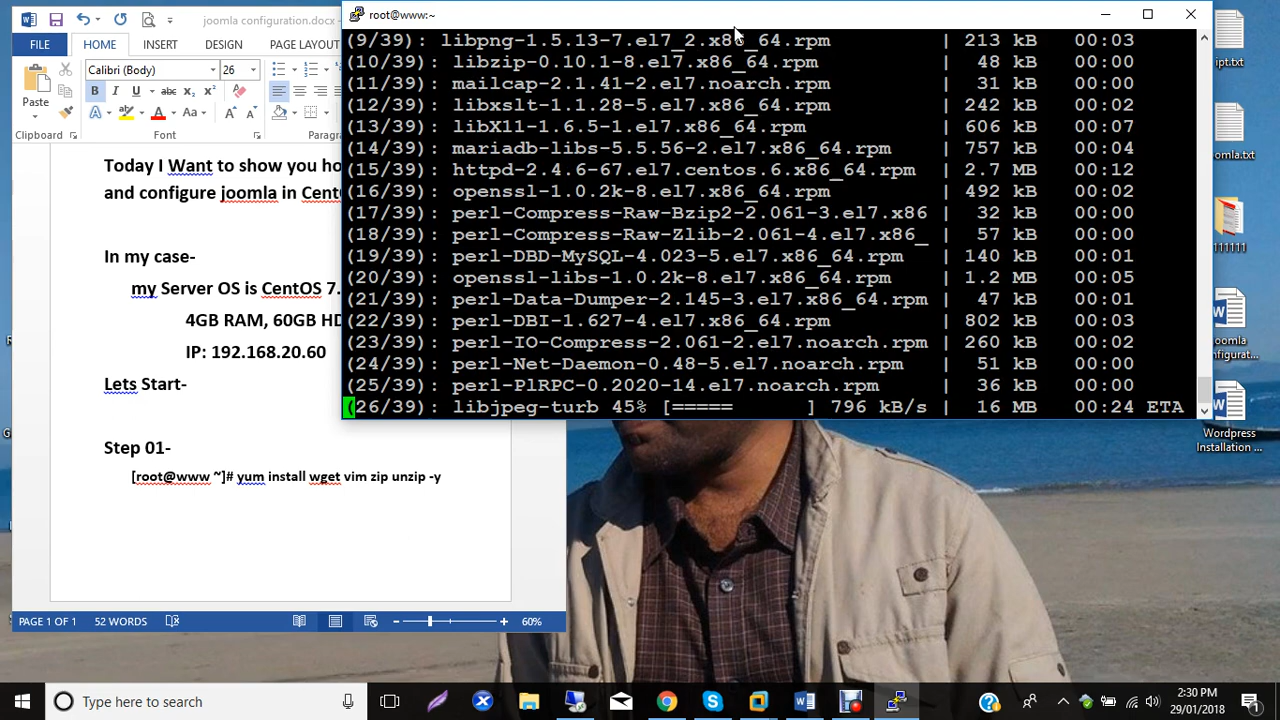 joomla configuration.docx -
FILE
HOME
INSERT
DESIGN
PAGE LAYOUT
Paste
Clipboard
Calibri (Body)
26
B I U abc X₂ X²
A Aa A A
Font
Paragr
Today I Want to show you ho
and configure joomla in Cent
In my case-
my Server OS is CentOS 7.
4GB RAM, 60GB HD
IP: 192.168.20.60
Lets Start-
Step 01-
[root@www ~]# yum install wget vim zip unzip -y
PAGE 1 OF 1
52 WORDS
60%
root@www:~
(9/39): libpng-1.5.13-7.el7_2.x86_64.rpm | 213 kB 00:03
(10/39): libzip-0.10.1-8.el7.x86_64.rpm | 48 kB 00:00
(11/39): mailcap-2.1.41-2.el7.noarch.rpm | 31 kB 00:00
(12/39): libxslt-1.1.28-5.el7.x86_64.rpm | 242 kB 00:02
(13/39): libX11-1.6.5-1.el7.x86_64.rpm | 606 kB 00:07
(14/39): mariadb-libs-5.5.56-2.el7.x86_64.rpm | 757 kB 00:04
(15/39): httpd-2.4.6-67.el7.centos.6.x86_64.rpm | 2.7 MB 00:12
(16/39): openssl-1.0.2k-8.el7.x86_64.rpm | 492 kB 00:02
(17/39): perl-Compress-Raw-Bzip2-2.061-3.el7.x86 | 32 kB 00:00
(18/39): perl-Compress-Raw-Zlib-2.061-4.el7.x86_ | 57 kB 00:00
(19/39): perl-DBD-MySQL-4.023-5.el7.x86_64.rpm | 140 kB 00:01
(20/39): openssl-libs-1.0.2k-8.el7.x86_64.rpm | 1.2 MB 00:05
(21/39): perl-Data-Dumper-2.145-3.el7.x86_64.rpm | 47 kB 00:01
(22/39): perl-DBI-1.627-4.el7.x86_64.rpm | 802 kB 00:03
(23/39): perl-IO-Compress-2.061-2.el7.noarch.rpm | 260 kB 00:02
(24/39): perl-Net-Daemon-0.48-5.el7.noarch.rpm | 51 kB 00:00
(25/39): perl-PlRPC-0.2020-14.el7.noarch.rpm | 36 kB 00:00
(26/39): libjpeg-turb 45% [===== ] 796 kB/s | 16 MB 00:24 ETA
ipt.txt
omla.txt
111111
Joomla
Configurat...
Wordpress
Installation ...
Type here to search
2:30 PM
29/01/2018